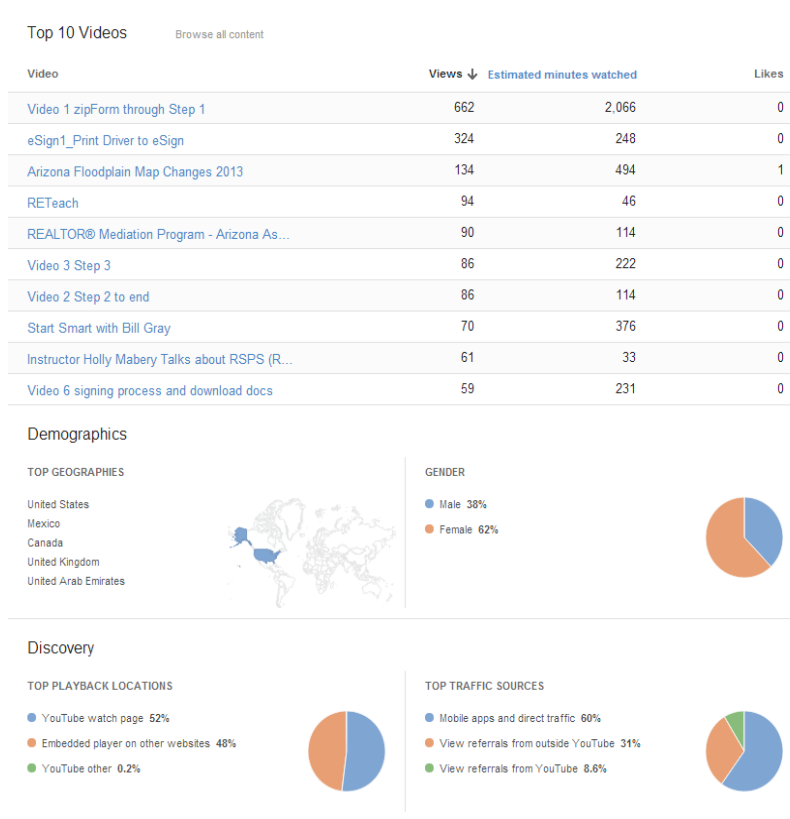 Top 10 Videos Browse all content
Video Views ↓ Estimated minutes watched Likes
Video 1 zipForm through Step 1 662 2,066 0
eSign1_Print Driver to eSign 324 248 0
Arizona Floodplain Map Changes 2013 134 494 1
RETeach 94 46 0
REALTOR® Mediation Program - Arizona As... 90 114 0
Video 3 Step 3 86 222 0
Video 2 Step 2 to end 86 114 0
Start Smart with Bill Gray 70 376 0
Instructor Holly Mabery Talks about RSPS (R... 61 33 0
Video 6 signing process and download docs 59 231 0
Demographics
TOP GEOGRAPHIES
United States
Mexico
Canada
United Kingdom
United Arab Emirates
GENDER
Male 38%
Female 62%
Discovery
TOP PLAYBACK LOCATIONS
YouTube watch page 52%
Embedded player on other websites 48%
YouTube other 0.2%
TOP TRAFFIC SOURCES
Mobile apps and direct traffic 60%
View referrals from outside YouTube 31%
View referrals from YouTube 8.6%